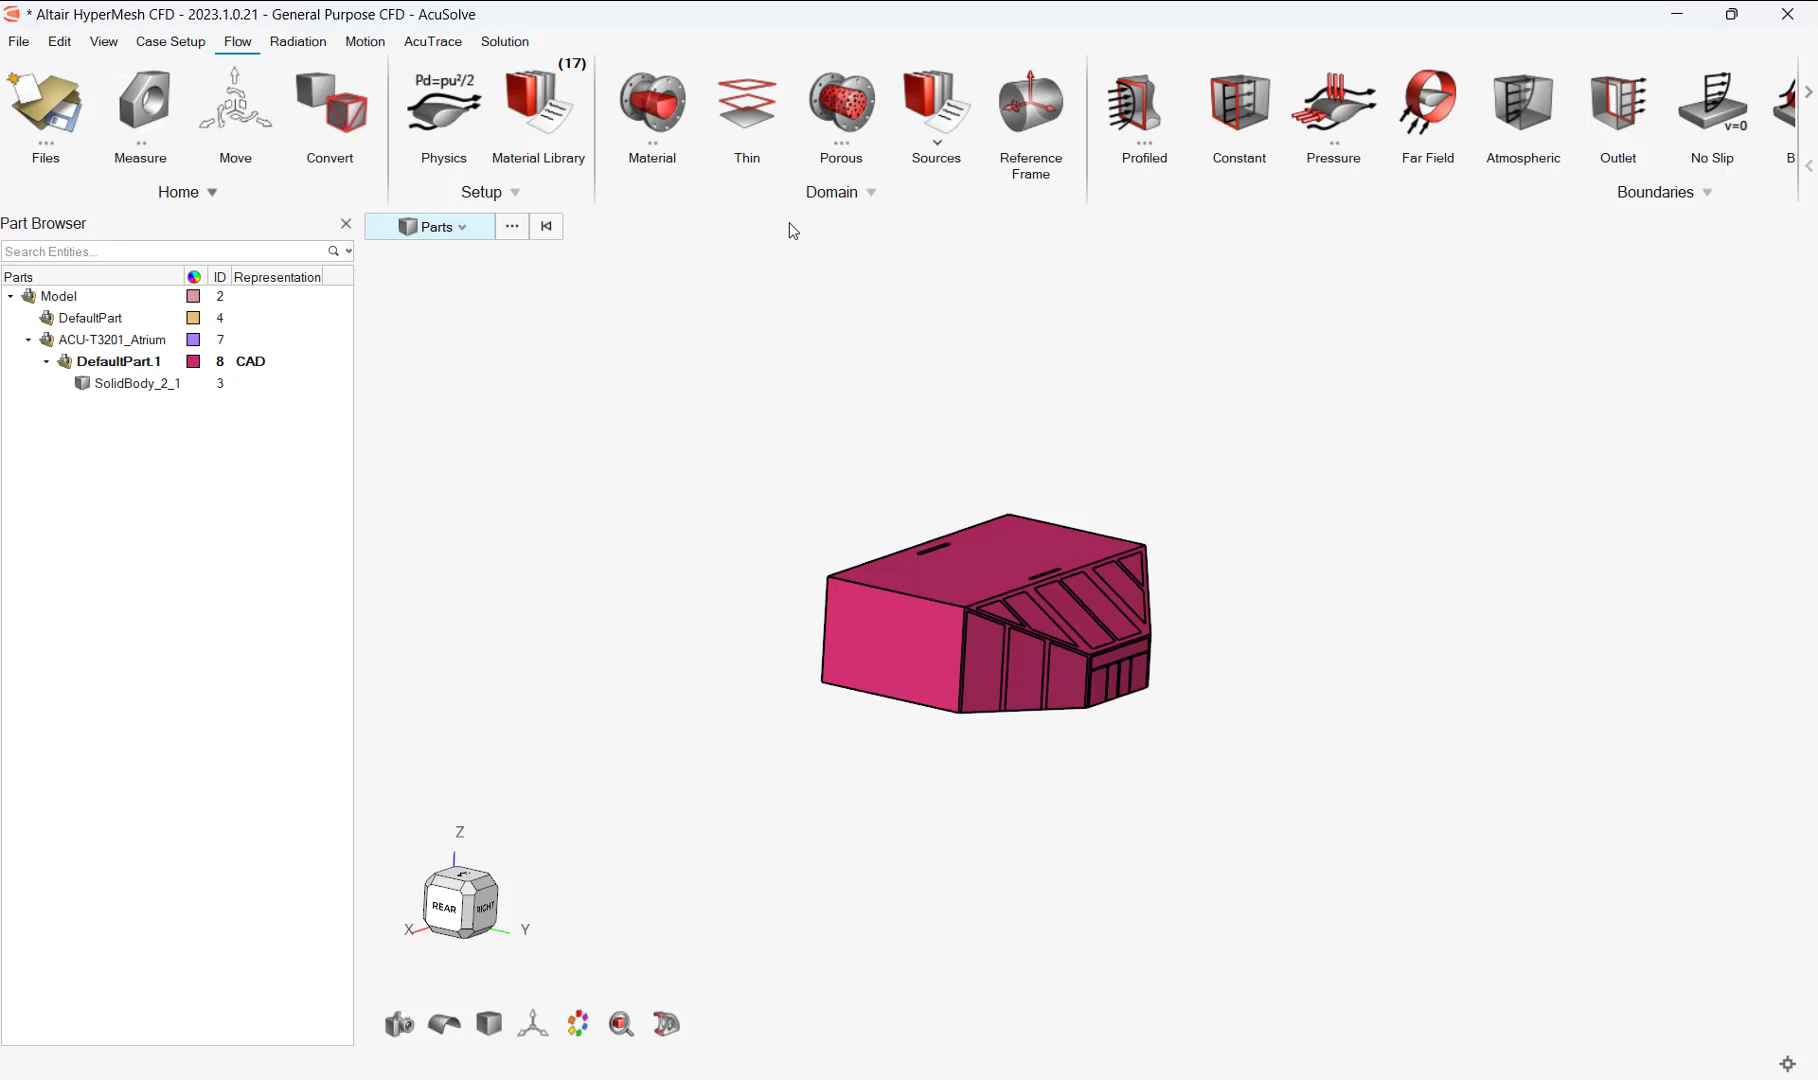 * Altair HyperMesh CFD - 2023.1.0.21 - General Purpose CFD - AcuSolve
File Edit View Case Setup Flow Radiation Motion AcuTrace Solution
Pd=pu²/2 (17)
v=0
Files Measure Move Convert Physics Material Library Material Thin Porous Sources Reference Frame Profiled Constant Pressure Far Field Atmospheric Outlet No Slip B
Home Setup Domain Boundaries
Part Browser
Parts
Search Entities...
Parts ID Representation
Model 2
DefaultPart 4
ACU-T3201_Atrium 7
DefaultPart.1 8 CAD
SolidBody_2_1 3
Z
REAR RIGHT
X Y